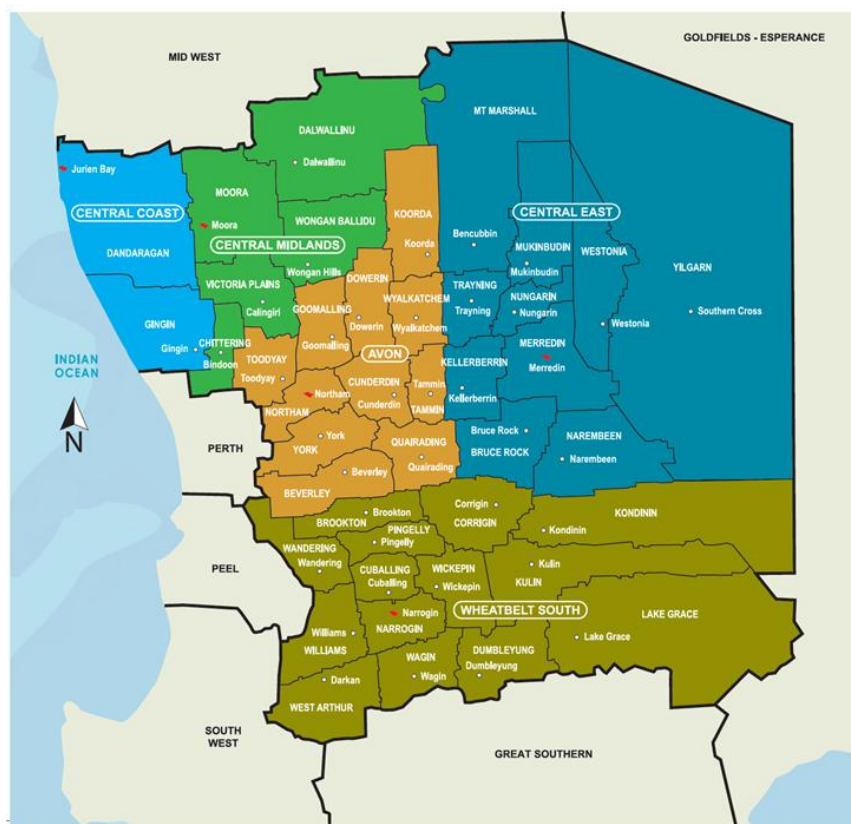 GOLDFIELDS - ESPERANCE
MID WEST
MT MARSHALL
DALWALLINU
Dalwallinu
Jurien Bay
MOORA
CENTRAL COAST
KOORDA
CENTRAL EAST
Moora
WONGAN BALLIDU
CENTRAL MIDLANDS
Bencubbin
MUKINBUDIN
DANDARAGAN
Koorda
WESTONIA
YILGARN
Wongan Hills
Mukinbudin
DOWERIN
VICTORIA PLAINS
TRAYNING
GOOMALLING
WYALKATCHEM
NUNGARIN
Calingiri
Trayning
Nungarin
Southern Cross
GINGIN
Dowerin
Wyalkatchem
Westonia
Goomalling
CHITTERING
MERREDIN
Gingin
AVON
INDIAN
OCEAN
Bindoon
TOODYAY
KELLERBERRIN
Merredin
Toodyay
CUNDERDIN
Tammin
Northam
Cunderdin
Kellerberrin
NORTHAM
TAMMIN
N
York
Bruce Rock
QUAIRADING
NAREMBEEN
PERTH
YORK
BRUCE ROCK
Narembeen
Beverley
Quairading
BEVERLEY
Corrigin
Brookton
KONDININ
BROOKTON
CORRIGIN
PINGELLY
Kondinin
Pingelly
WANDERING
Wandering
PEEL
CUBALLING
WICKEPIN
Kulin
Cuballing
Wickepin
KULIN
Narrogin
WHEATBELT SOUTH
LAKE GRACE
NARROGIN
Williams
Lake Grace
WILLIAMS
WAGIN
DUMBLEYUNG
Dumbleyung
Darkan
Wagin
WEST ARTHUR
SOUTH
WEST
GREAT SOUTHERN